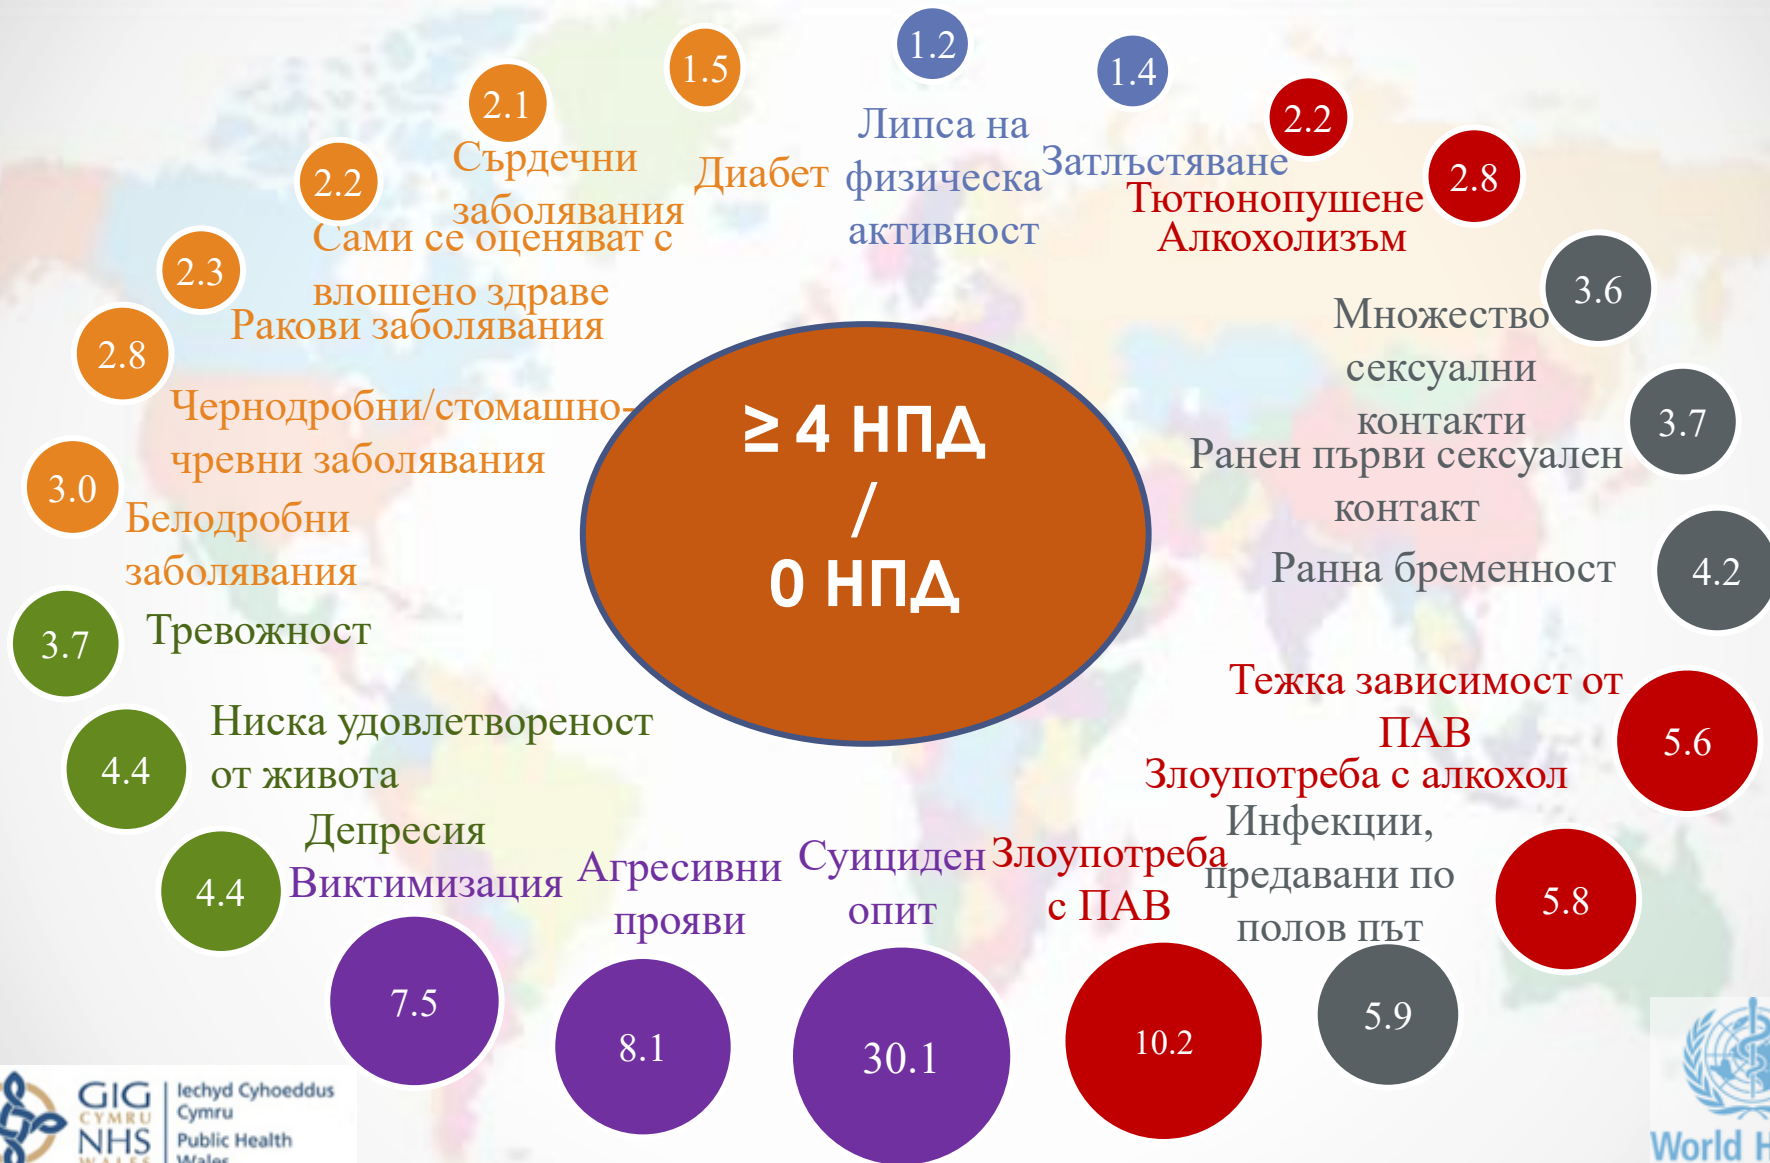 1.2
Липса на
физическа
активност
1.4
Затлъстяване
2.2
Тютюнопушене
2.8
Алкохолизъм
3.6
Множество
сексуални
контакти
3.7
Ранен първи сексуален
контакт
4.2
Ранна бременност
5.6
Тежка зависимост от
ПАВ
5.8
Злоупотреба с алкохол
5.9
Инфекции,
предавани по
полов път
10.2
Злоупотреба
с ПАВ
30.1
Суициден
опит
8.1
Агресивни
прояви
7.5
Виктимизация
4.4
Депресия
4.4
Ниска удовлетвореност
от живота
3.7
Тревожност
3.0
Белодробни
заболявания
2.8
Чернодробни/стомашно-
чревни заболявания
2.3
Ракови заболявания
2.2
Сами се оценяват с
влошено здраве
2.1
Сърдечни
заболявания
1.5
Диабет
≥ 4 НПД
/
0 НПД
GIG
CYMRU
NHS
WALES
Iechyd Cyhoeddus
Cymru
Public Health
Wales
World H